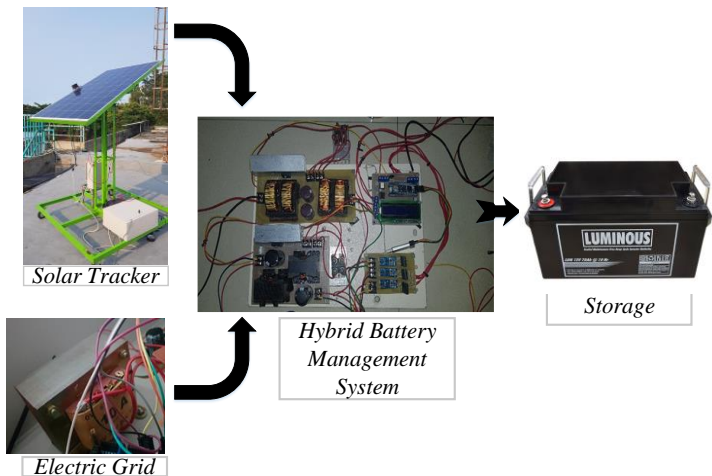 Solar Tracker
Electric Grid
Hybrid Battery
Management
System
LUMINOUS
Storage